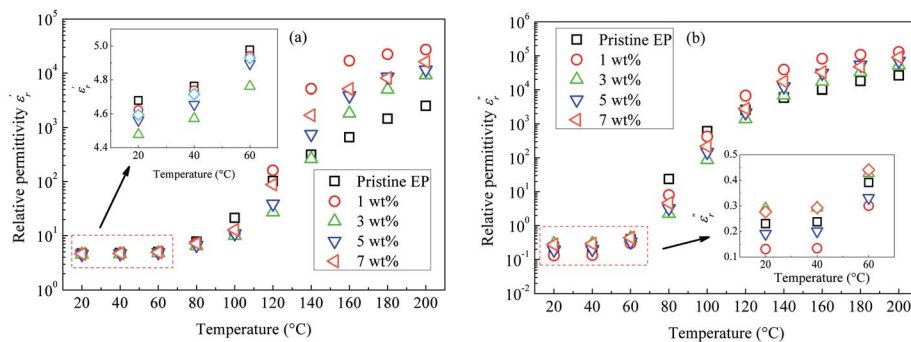 (a)
Relative permittivity ε'r
10^5
10^4
10^3
10^2
10^1
10^0
20 40 60 80 100 120 140 160 180 200
Temperature (°C)
ε'r
5.0
4.8
4.6
4.4
20 40 60
Temperature (°C)
Pristine EP
1 wt%
3 wt%
5 wt%
7 wt%
(b)
Relative permittivity ε"r
10^6
10^5
10^4
10^3
10^2
10^1
10^0
10^-1
10^-2
20 40 60 80 100 120 140 160 180 200
Temperature (°C)
Pristine EP
1 wt%
3 wt%
5 wt%
7 wt%
ε"r
0.5
0.4
0.3
0.2
0.1
20 40 60
Temperature (°C)